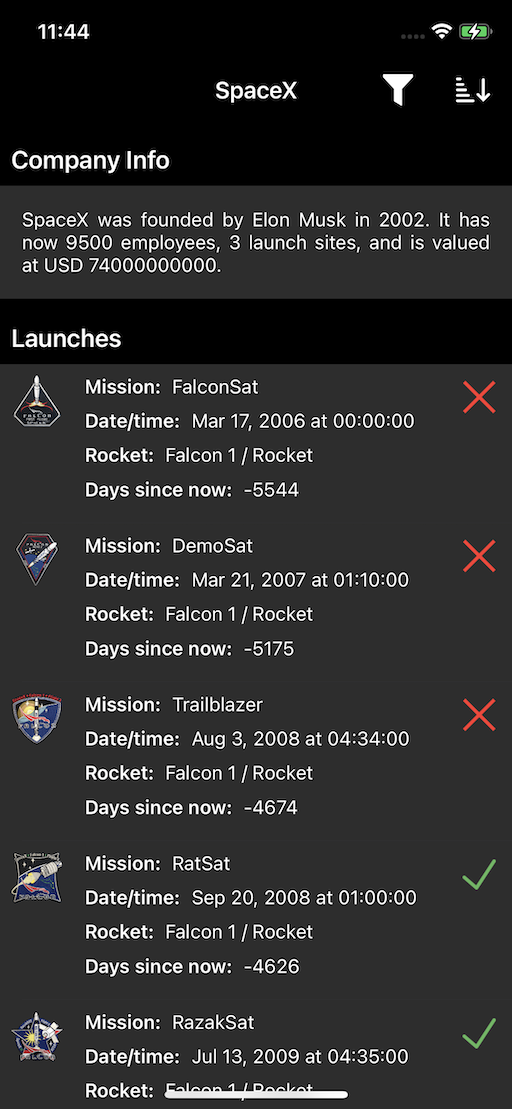 11:44
SpaceX
Company Info
SpaceX was founded by Elon Musk in 2002. It has
now 9500 employees, 3 launch sites, and is valued
at USD 74000000000.
Launches
Mission: FalconSat
Date/time: Mar 17, 2006 at 00:00:00
Rocket: Falcon 1 / Rocket
Days since now: -5544
Mission: DemoSat
Date/time: Mar 21, 2007 at 01:10:00
Rocket: Falcon 1 / Rocket
Days since now: -5175
Mission: Trailblazer
Date/time: Aug 3, 2008 at 04:34:00
Rocket: Falcon 1 / Rocket
Days since now: -4674
Mission: RatSat
Date/time: Sep 20, 2008 at 01:00:00
Rocket: Falcon 1 / Rocket
Days since now: -4626
Mission: RazakSat
Date/time: Jul 13, 2009 at 04:35:00
Rocket: Falcon 1 / Rocket